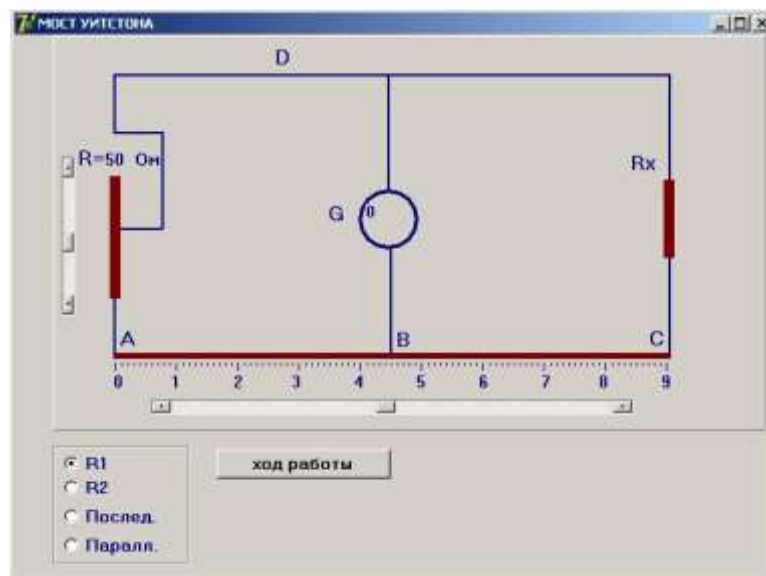 МОСТ УИТСТОНА
D
R=50 Ом
Rx
G
0
A
B
C
0 1 2 3 4 5 6 7 8 9
R1
R2
Послед.
Паралл.
ход работы